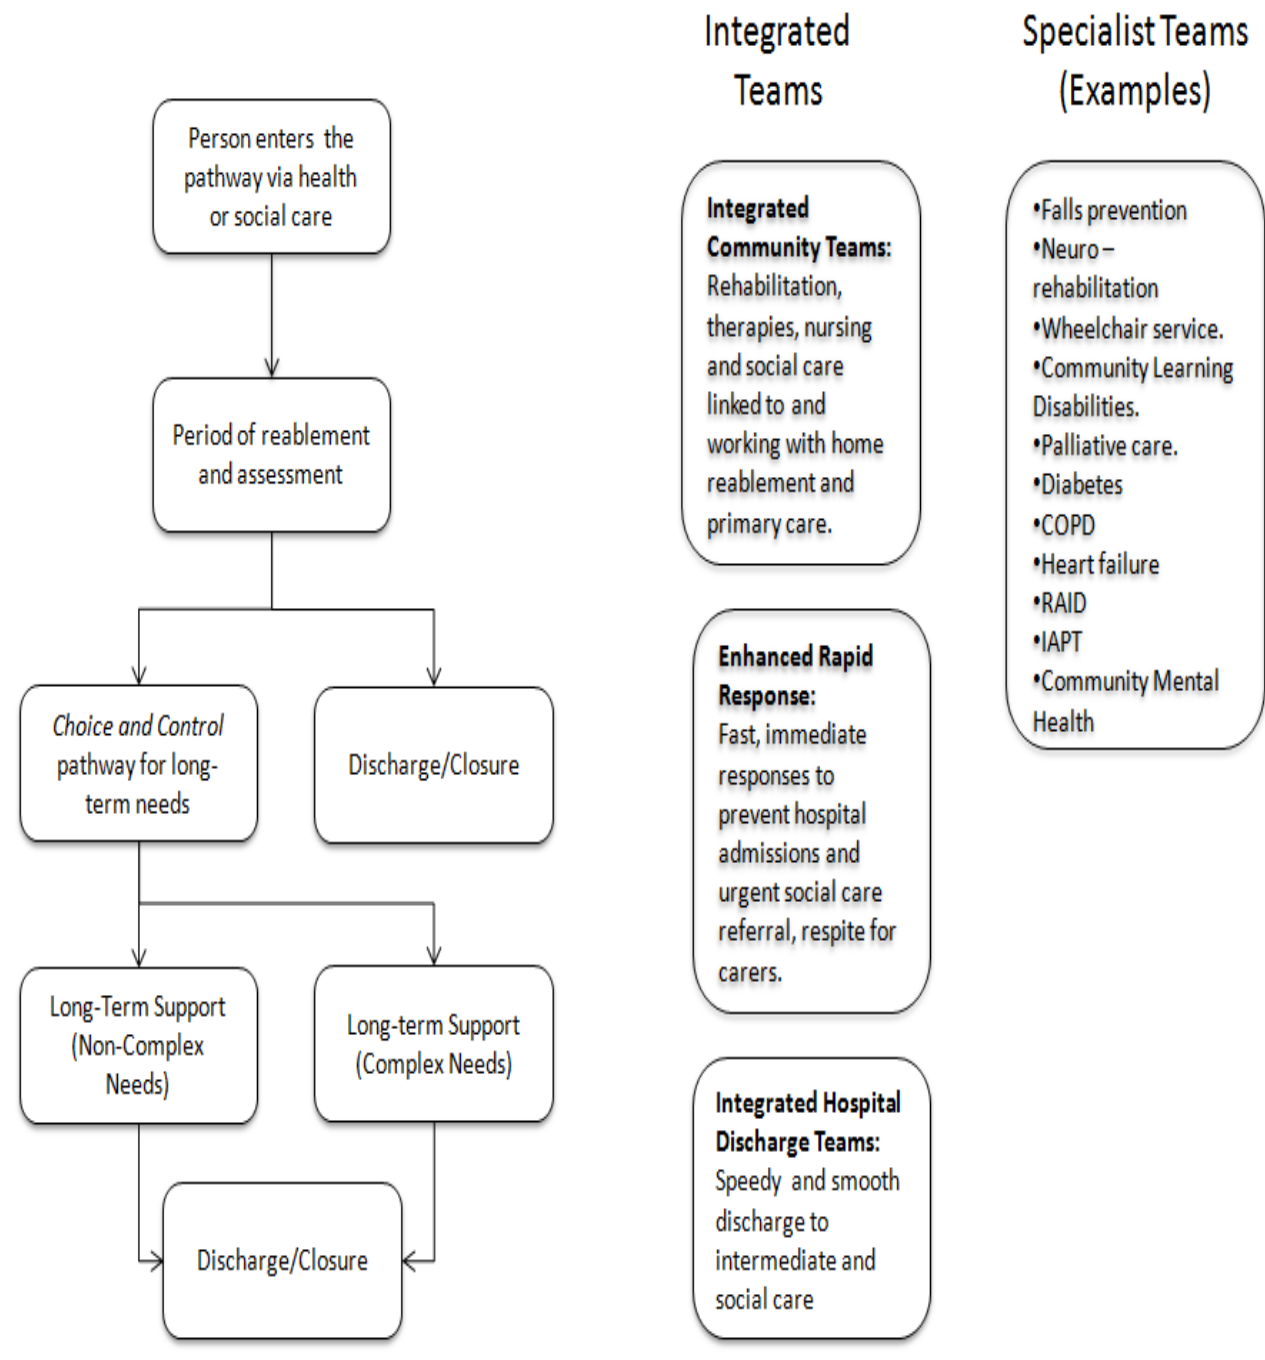 Person enters the
pathway via health
or social care
Period of reablement
and assessment
Choice and Control
pathway for long-
term needs
Discharge/Closure
Long-Term Support
(Non-Complex
Needs)
Long-term Support
(Complex Needs)
Discharge/Closure
Integrated
Teams
Integrated
Community Teams:
Rehabilitation,
therapies, nursing
and social care
linked to and
working with home
reablement and
primary care.
Enhanced Rapid
Response:
Fast, immediate
responses to
prevent hospital
admissions and
urgent social care
referral, respite for
carers.
Integrated Hospital
Discharge Teams:
Speedy and smooth
discharge to
intermediate and
social care
Specialist Teams
(Examples)
•Falls prevention
•Neuro –
rehabilitation
•Wheelchair service.
•Community Learning
Disabilities.
•Palliative care.
•Diabetes
•COPD
•Heart failure
•RAID
•IAPT
•Community Mental
Health